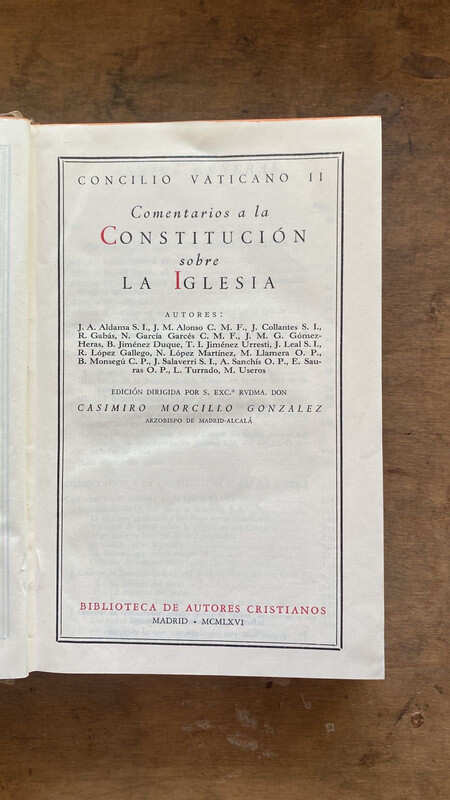 CONCILIO VATICANO II
Comentarios a la
CONSTITUCIÓN
sobre
LA IGLESIA
AUTORES:
J. A. Aldama S. I., J. M. Alonso C. M. F., J. Collantes S. I.,
R. Gabás, N. García Garcés C. M. F., J. M. G. Gómez-
Heras, B. Jiménez Duque, T. I. Jiménez Urresti, J. Leal S. I.,
R. López Gallego, N. López Martínez, M. Llamera O. P.,
B. Monsegú C. P., J. Salaverri S. I., A. Sanchís O. P., E. Sau-
ras O. P., L. Turrado, M. Useros
EDICIÓN DIRIGIDA POR S. EXC.ª RVDMA. DON
CASIMIRO MORCILLO GONZALEZ
ARZOBISPO DE MADRID-ALCALÁ
BIBLIOTECA DE AUTORES CRISTIANOS
MADRID • MCMLXVI